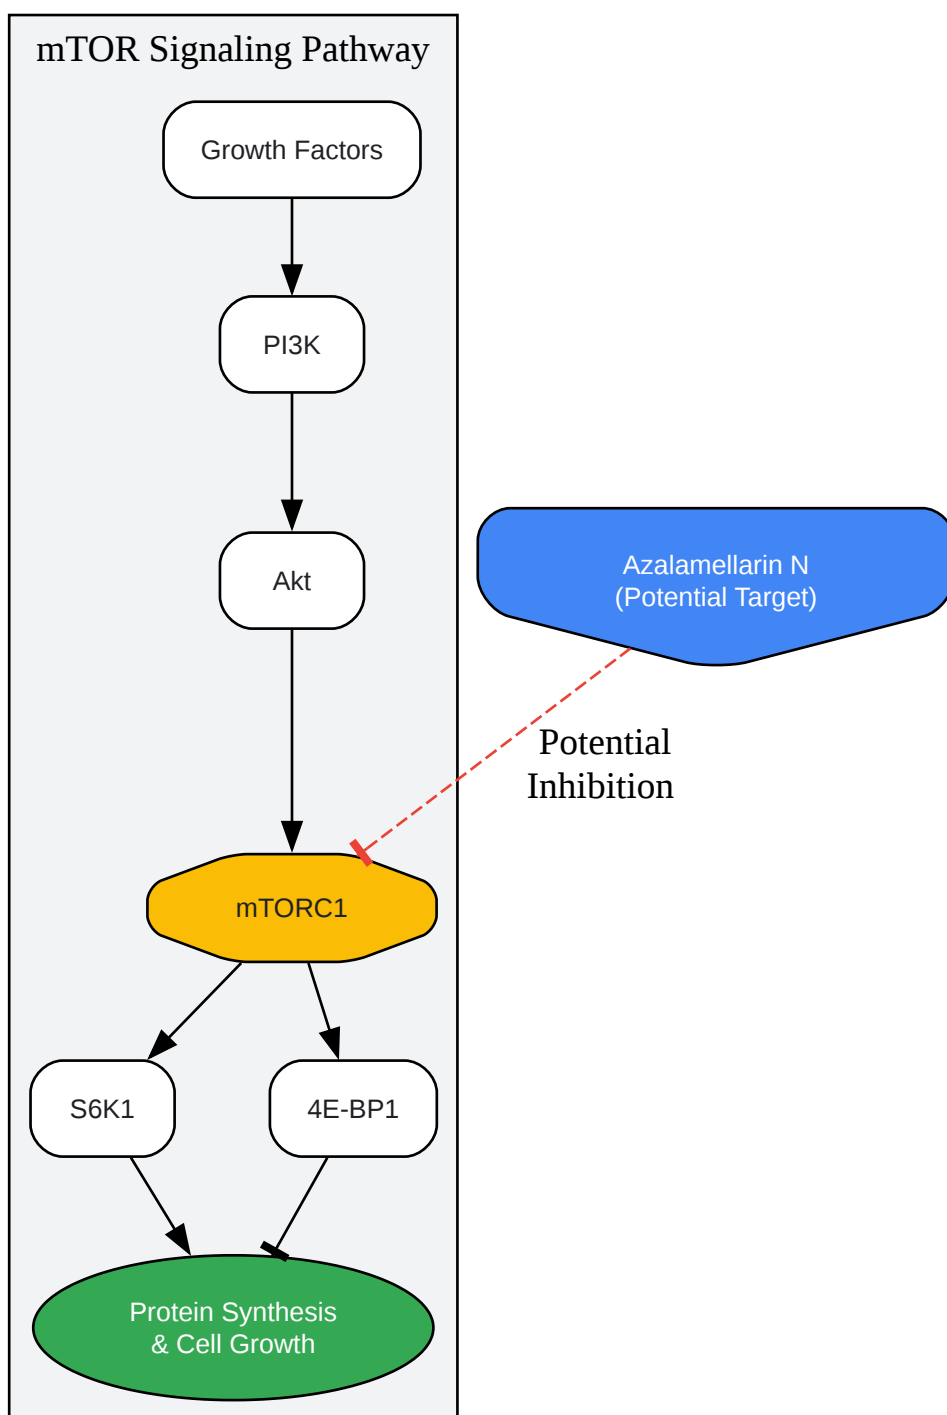 mTOR Signaling Pathway
Growth Factors
PI3K
Akt
Azalamellarin N
(Potential Target)
Potential
Inhibition
mTORC1
S6K1
4E-BP1
Protein Synthesis
& Cell Growth